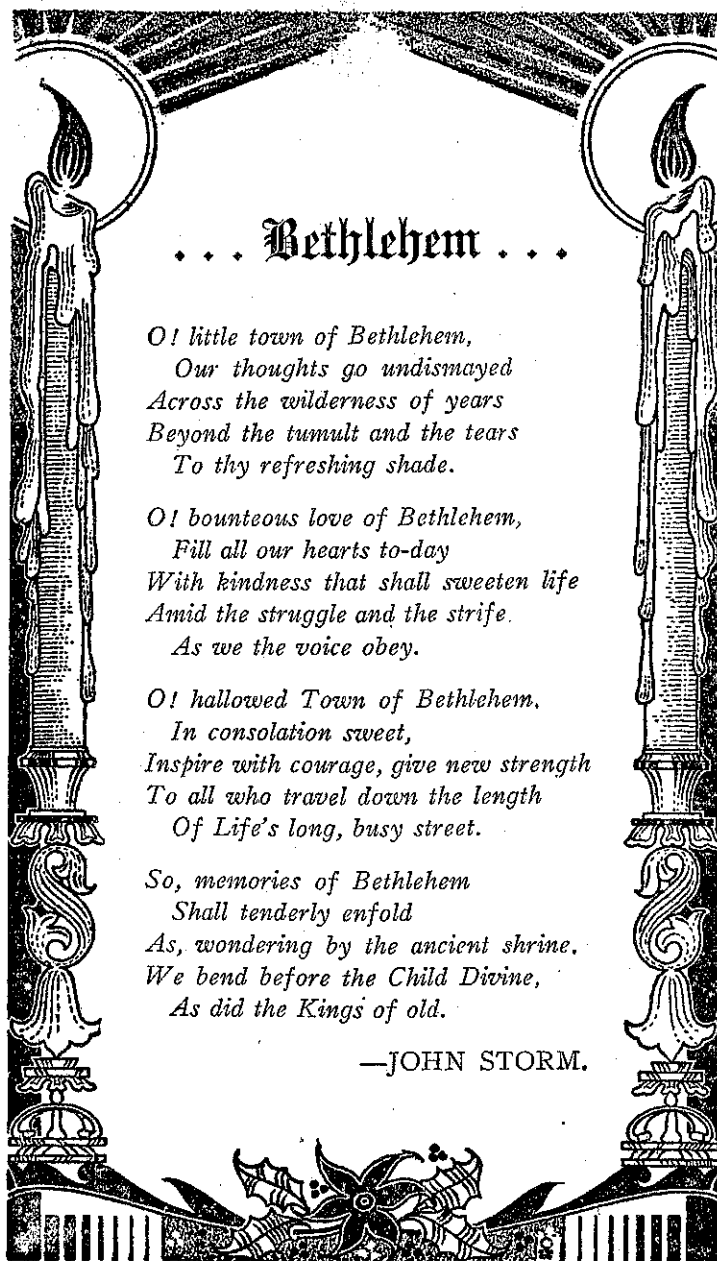 . . . Bethlehem . . .
O! little town of Bethlehem,
Our thoughts go undismayed
Across the wilderness of years
Beyond the tumult and the tears
To thy refreshing shade.
O! bounteous love of Bethlehem,
Fill all our hearts to-day
With kindness that shall sweeten life
Amid the struggle and the strife.
As we the voice obey.
O! hallowed Town of Bethlehem.
In consolation sweet,
Inspire with courage, give new strength
To all who travel down the length
Of Life's long, busy street.
So, memories of Bethlehem
Shall tenderly enfold
As, wondering by the ancient shrine.
We bend before the Child Divine,
As did the Kings of old.
—JOHN STORM.